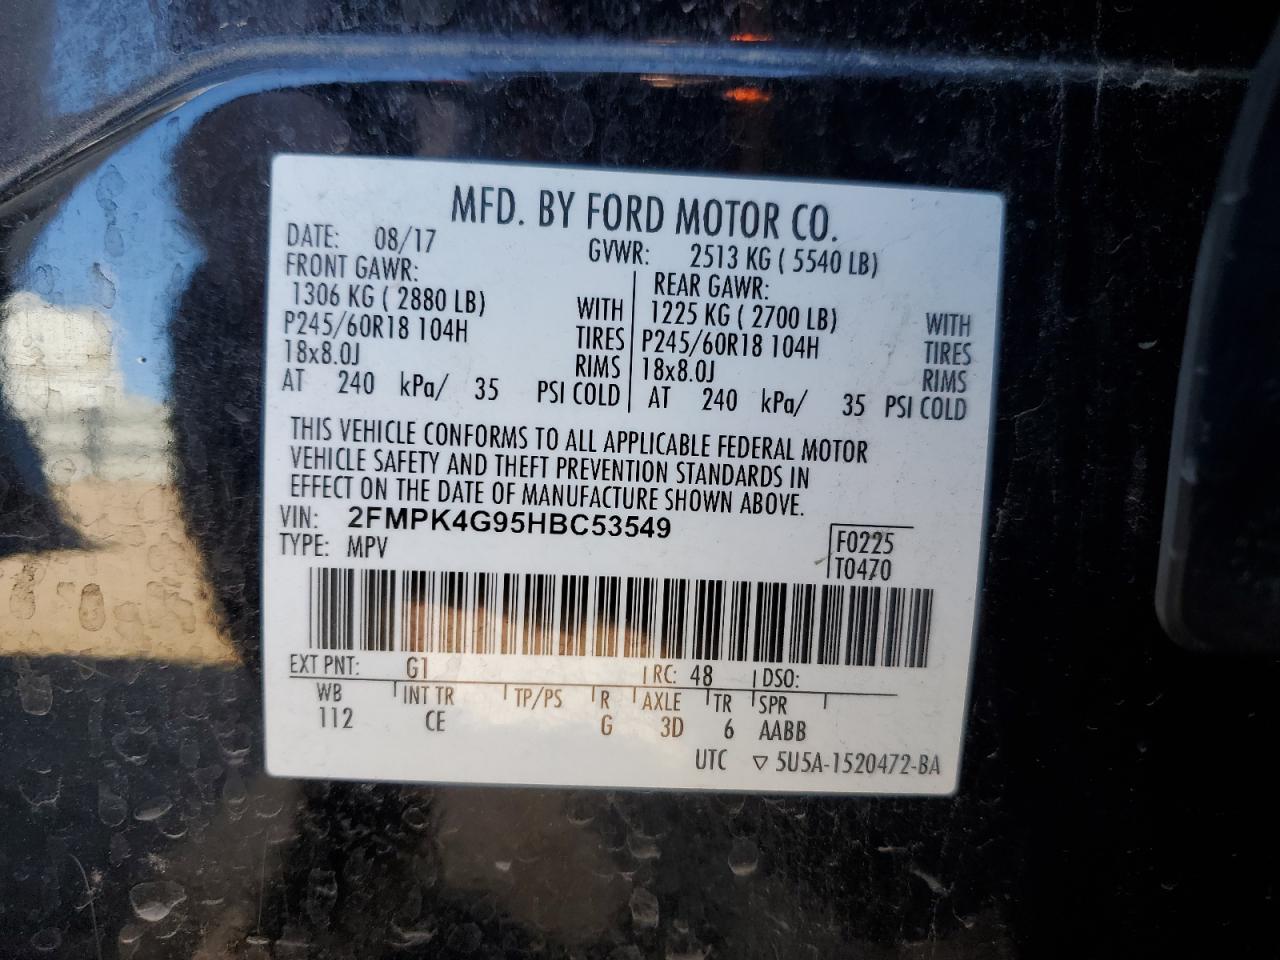 MFD. BY FORD MOTOR CO.
DATE: 08/17 GVWR: 2513 KG ( 5540 LB)
FRONT GAWR: REAR GAWR:
1306 KG ( 2880 LB) WITH 1225 KG ( 2700 LB) WITH
P245/60R18 104H TIRES P245/60R18 104H TIRES
18x8.0J RIMS 18x8.0J RIMS
AT 240 kPa/ 35 PSI COLD AT 240 kPa/ 35 PSI COLD
THIS VEHICLE CONFORMS TO ALL APPLICABLE FEDERAL MOTOR
VEHICLE SAFETY AND THEFT PREVENTION STANDARDS IN
EFFECT ON THE DATE OF MANUFACTURE SHOWN ABOVE.
VIN: 2FMPK4G95HBC53549
TYPE: MPV
F0225
T0470
EXT PNT: G1 RC: 48 DSO:
WB INT TR TP/PS R AXLE TR SPR
112 CE G 3D 6 AABB
UTC ▽ 5U5A-1520472-BA